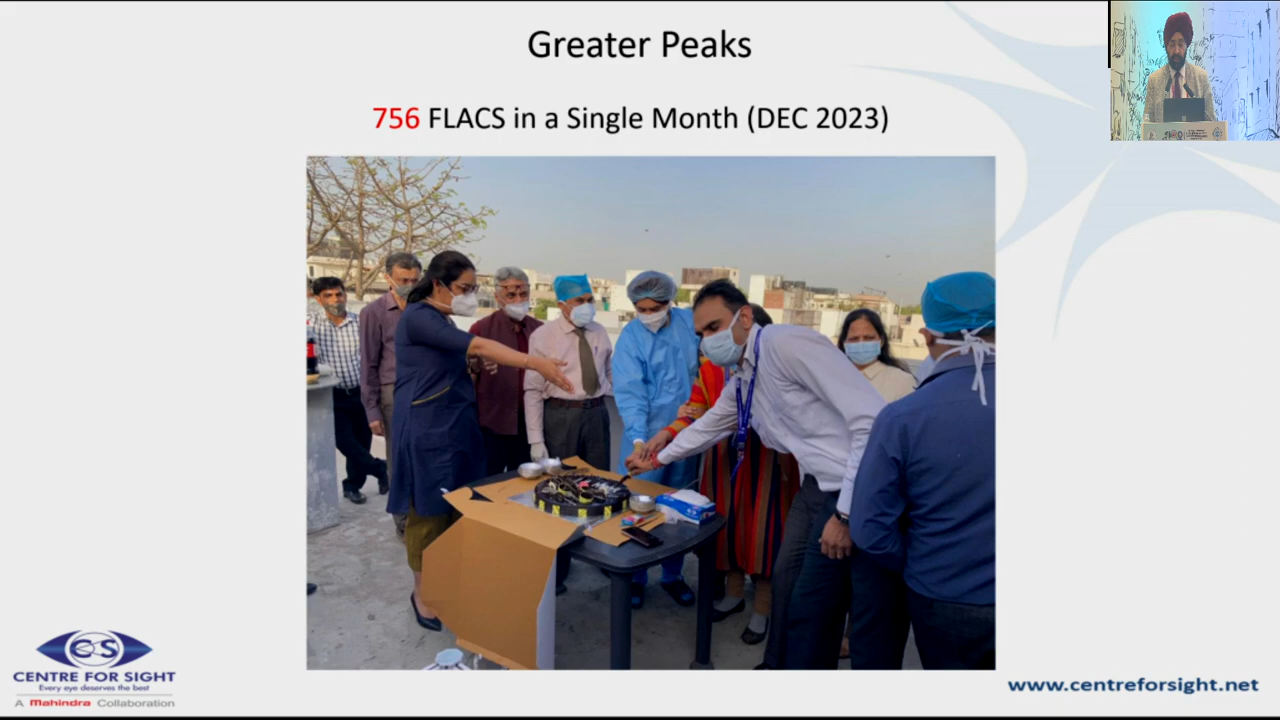 Greater Peaks
756 FLACS in a Single Month (DEC 2023)
CS
CENTRE FOR SIGHT
Every eye deserves the best
A Mahindra Collaboration
www.centreforsight.net